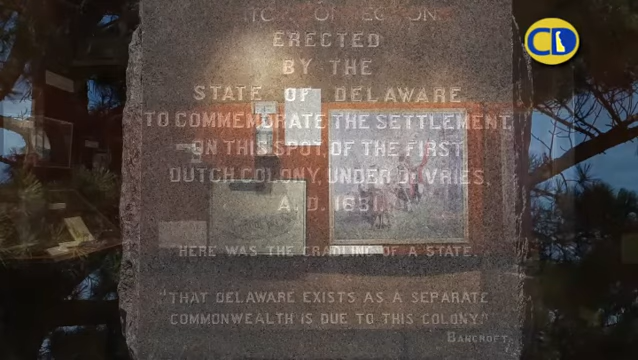 ERECTED
BY THE
STATE OF DELAWARE
TO COMMEMORATE THE SETTLEMENT,
ON THIS SPOT, OF THE FIRST
DUTCH COLONY, UNDER DE VRIES,
A. D. 1631
HERE WAS THE CRADLING OF A STATE.
"THAT DELAWARE EXISTS AS A SEPARATE
COMMONWEALTH IS DUE TO THIS COLONY."
BANCROFT
CD